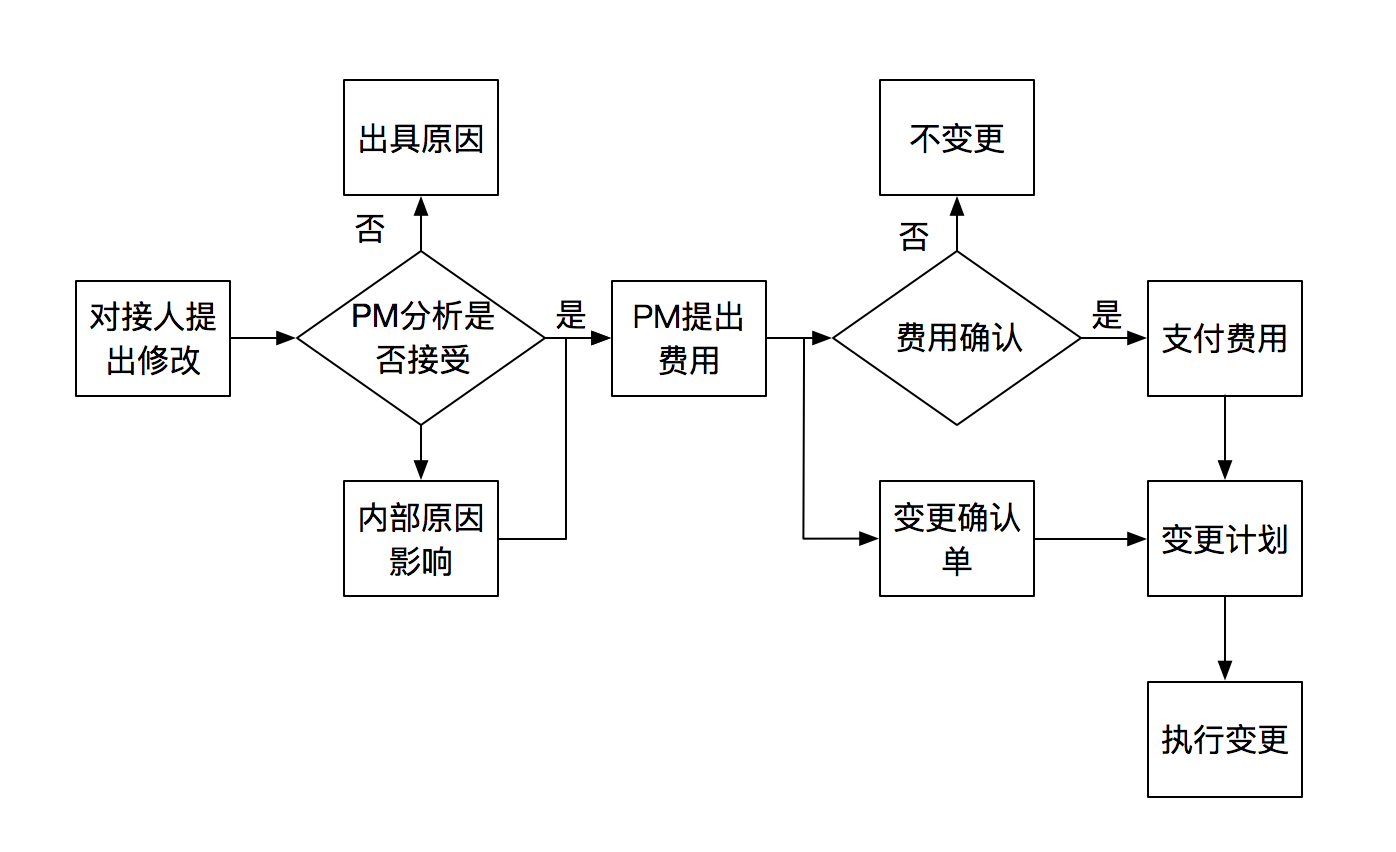 出具原因
不变更
否
否
对接人提
出修改
PM分析是
否接受
是
PM提出
费用
费用确认
是
支付费用
内部原因
影响
变更确认
单
变更计划
执行变更